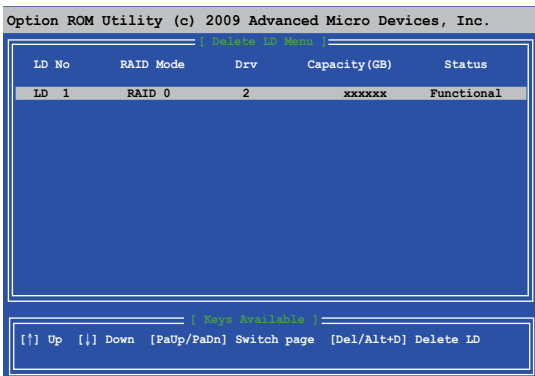 Option ROM Utility (c) 2009 Advanced Micro Devices, Inc.
[ Delete LD Menu ]
LD No RAID Mode Drv Capacity(GB) Status
LD 1 RAID 0 2 xxxxxx Functional
[ Keys Available ]
[↑] Up [↓] Down [PaUp/PaDn] Switch page [Del/Alt+D] Delete LD